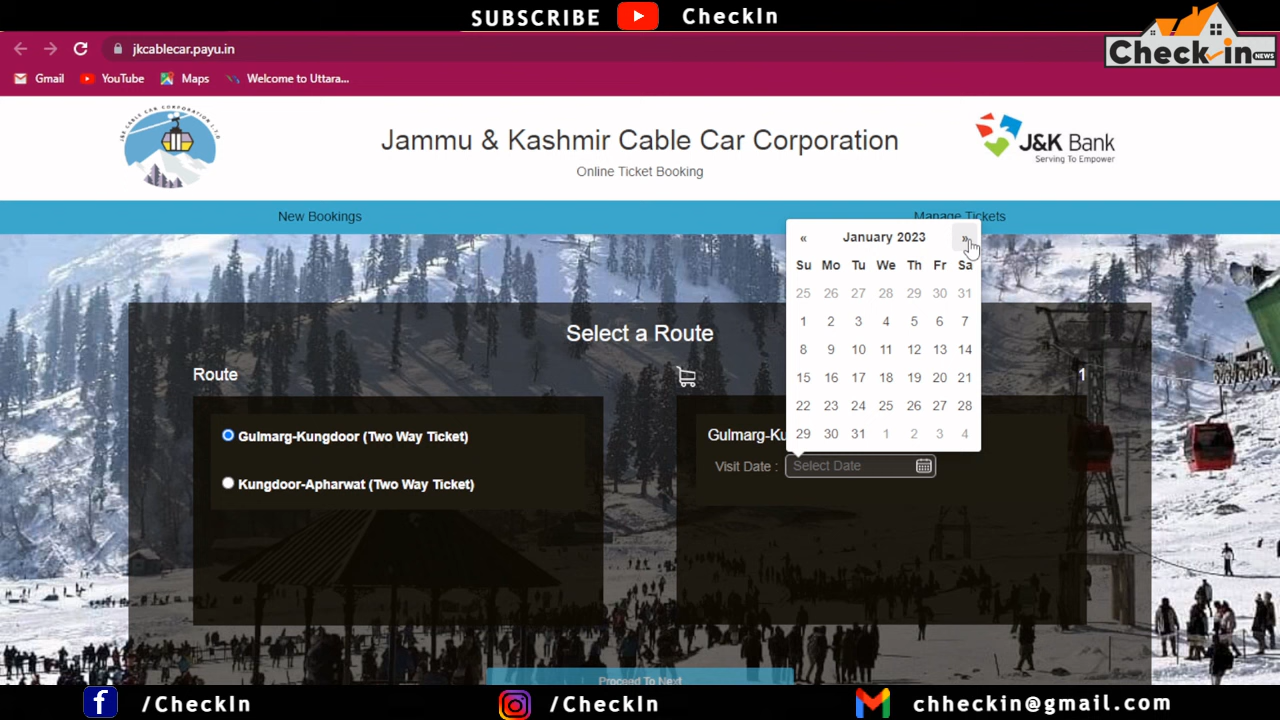 SUBSCRIBE CheckIn
jkcablecar.payu.in
Check-in NEWS
Gmail YouTube Maps Welcome to Uttara...
Jammu & Kashmir Cable Car Corporation
Online Ticket Booking
J&K Bank
Serving To Empower
New Bookings Manage Tickets
« January 2023 »
Su Mo Tu We Th Fr Sa
25 26 27 28 29 30 31
1 2 3 4 5 6 7
8 9 10 11 12 13 14
15 16 17 18 19 20 21
22 23 24 25 26 27 28
29 30 31 1 2 3 4
Select a Route
Route
1
Gulmarg-Kungdoor (Two Way Ticket)
Kungdoor-Apharwat (Two Way Ticket)
Gulmarg-Ku
Visit Date : Select Date
Proceed To Next
/CheckIn /CheckIn chheckin@gmail.com